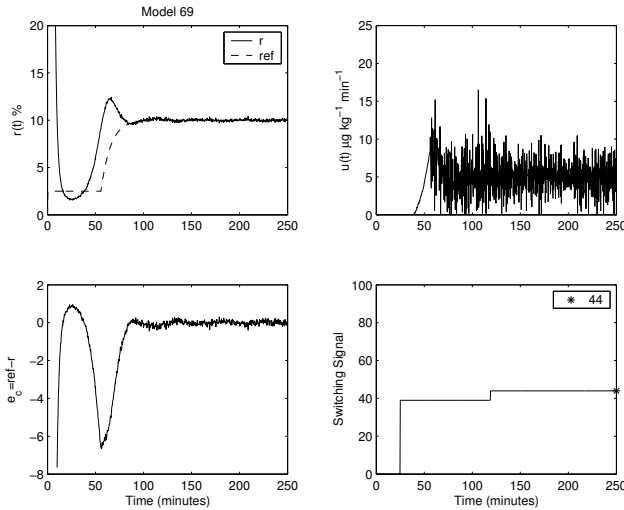 Model 69
r(t) %
20
15
10
5
0
r
ref
0 50 100 150 200 250
u(t) µg kg⁻¹ min⁻¹
25
20
15
10
5
0
0 50 100 150 200 250
e_c=ref-r
2
0
−2
−4
−6
−8
0 50 100 150 200 250
Time (minutes)
Switching Signal
100
80
60
40
20
0
44
0 50 100 150 200 250
Time (minutes)